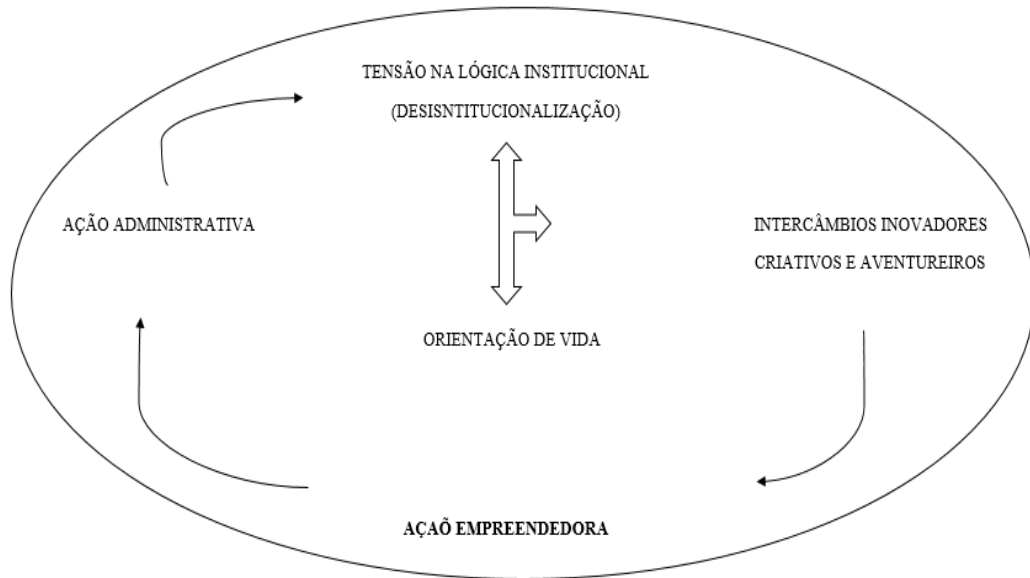 TENSÃO NA LÓGICA INSTITUCIONAL
(DESISNTITUCIONALIZAÇÃO)
AÇÃO ADMINISTRATIVA
INTERCÂMBIOS INOVADORES
CRIATIVOS E AVENTUREIROS
ORIENTAÇÃO DE VIDA
AÇAÕ EMPREENDEDORA